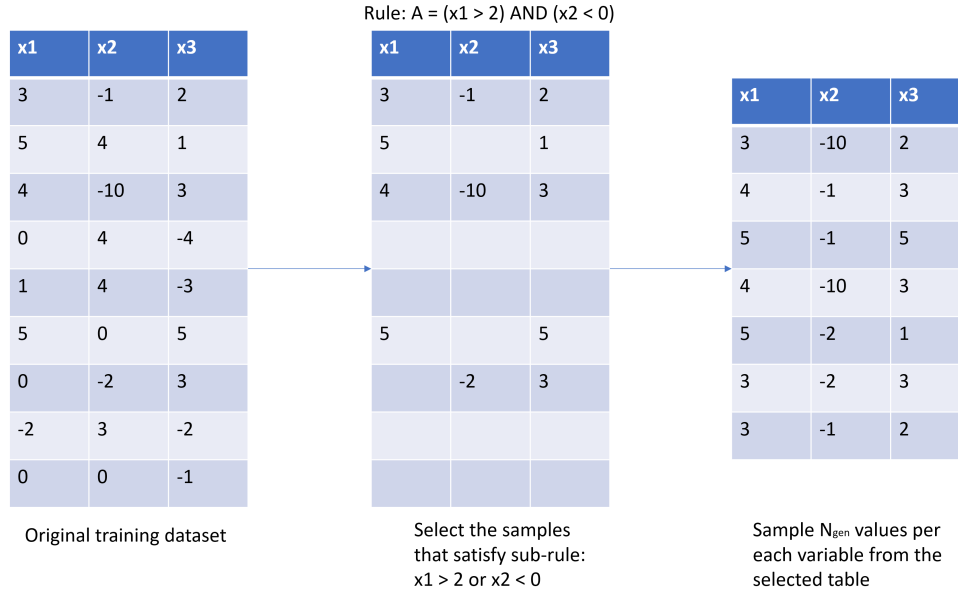 Rule: A = (x1 > 2) AND (x2 < 0)
x1 x2 x3
3 -1 2
5 4 1
4 -10 3
0 4 -4
1 4 -3
5 0 5
0 -2 3
-2 3 -2
0 0 -1
Original training dataset
x1 x2 x3
3 -1 2
5 1
4 -10 3
5 5
-2 3
Select the samples
that satisfy sub-rule:
x1 > 2 or x2 < 0
x1 x2 x3
3 -10 2
4 -1 3
5 -1 5
4 -10 3
5 -2 1
3 -2 3
3 -1 2
Sample Ngen values per
each variable from the
selected table